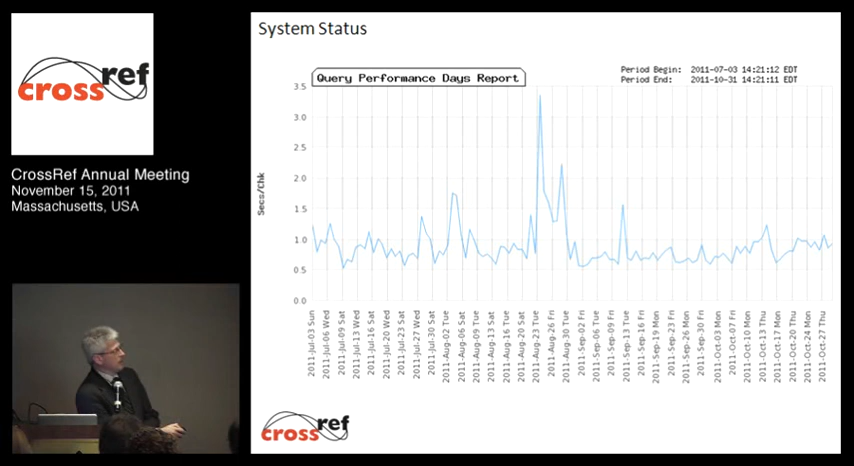 crossref
CrossRef Annual Meeting
November 15, 2011
Massachusetts, USA
System Status
Query Performance Days Report
Period Begin: 2011-07-03 14:21:12 EDT
Period End: 2011-10-31 14:21:11 EDT
Secs/Chk
3.5
3.0
2.5
2.0
1.5
1.0
0.5
0.0
2011-Jul-03 Sun
2011-Jul-06 Wed
2011-Jul-09 Sat
2011-Jul-13 Wed
2011-Jul-16 Sat
2011-Jul-20 Wed
2011-Jul-23 Sat
2011-Jul-27 Wed
2011-Jul-30 Sat
2011-Aug-02 Tue
2011-Aug-06 Sat
2011-Aug-09 Tue
2011-Aug-13 Sat
2011-Aug-16 Tue
2011-Aug-20 Sat
2011-Aug-23 Tue
2011-Aug-26 Fri
2011-Aug-30 Tue
2011-Sep-02 Fri
2011-Sep-06 Tue
2011-Sep-09 Fri
2011-Sep-13 Tue
2011-Sep-16 Fri
2011-Sep-19 Mon
2011-Sep-23 Fri
2011-Sep-26 Mon
2011-Sep-30 Fri
2011-Oct-03 Mon
2011-Oct-07 Fri
2011-Oct-10 Mon
2011-Oct-13 Thu
2011-Oct-17 Mon
2011-Oct-20 Thu
2011-Oct-24 Mon
2011-Oct-27 Thu
crossref